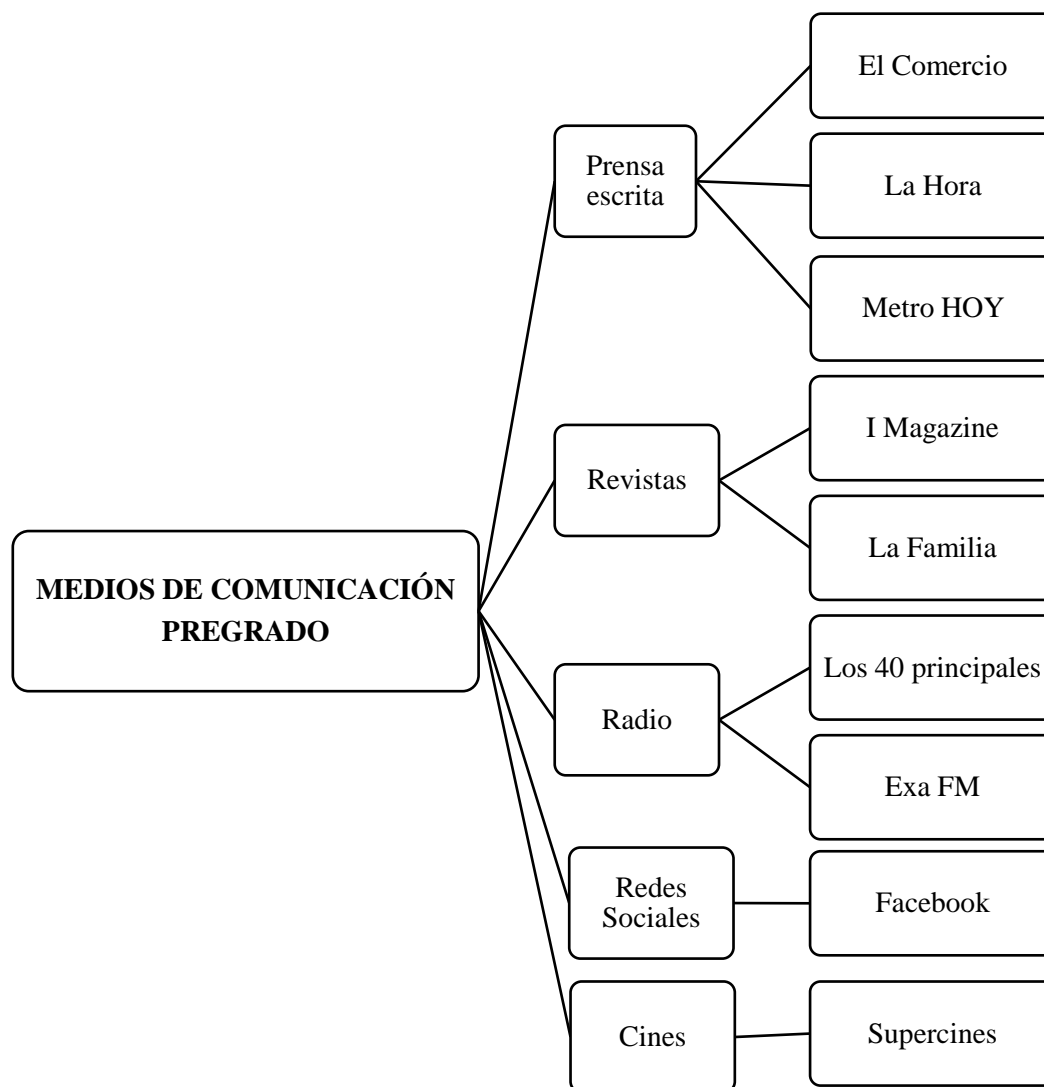 MEDIOS DE COMUNICACIÓN
PREGRADO
Prensa
escrita
El Comercio
La Hora
Metro HOY
Revistas
I Magazine
La Familia
Radio
Los 40 principales
Exa FM
Redes
Sociales
Facebook
Cines
Supercines